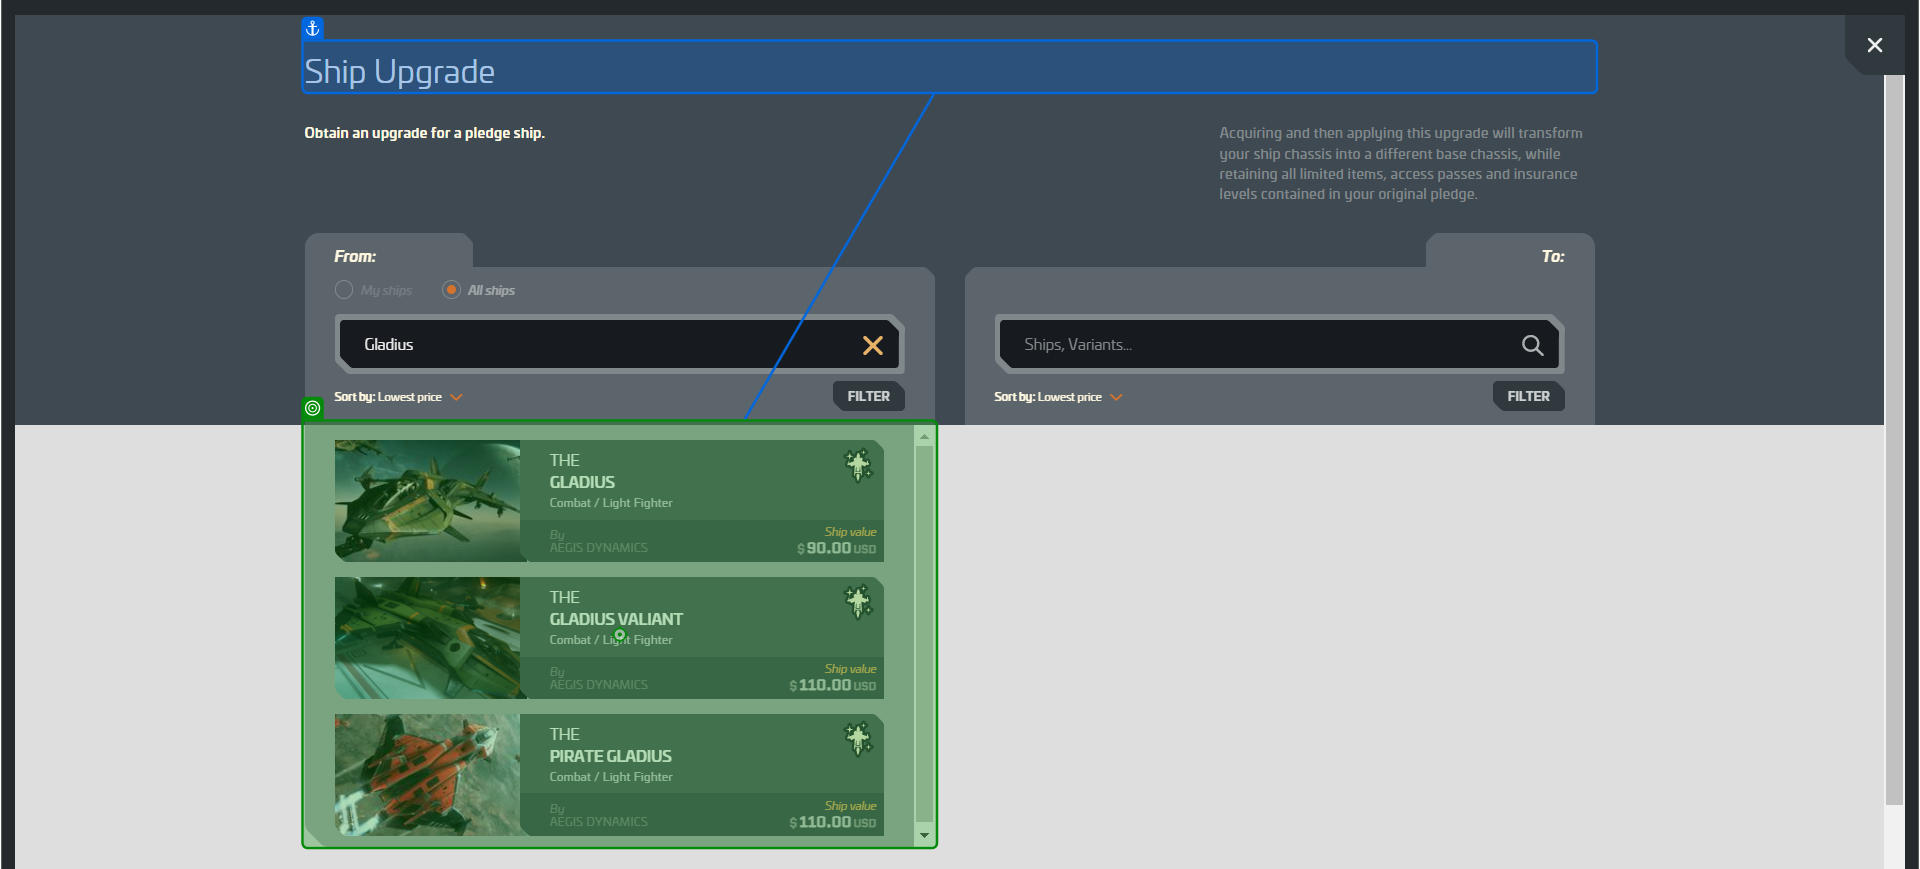 Ship Upgrade
Obtain an upgrade for a pledge ship.
Acquiring and then applying this upgrade will transform
your ship chassis into a different base chassis, while
retaining all limited items, access passes and insurance
levels contained in your original pledge.
From:
My ships
All ships
Gladius
Sort by: Lowest price
FILTER
THE
GLADIUS
Combat / Light Fighter
By
AEGIS DYNAMICS
Ship value
$ 90.00 USD
THE
GLADIUS VALIANT
Combat / Light Fighter
By
AEGIS DYNAMICS
Ship value
$ 110.00 USD
THE
PIRATE GLADIUS
Combat / Light Fighter
By
AEGIS DYNAMICS
Ship value
$ 110.00 USD
To:
Ships, Variants...
Sort by: Lowest price
FILTER